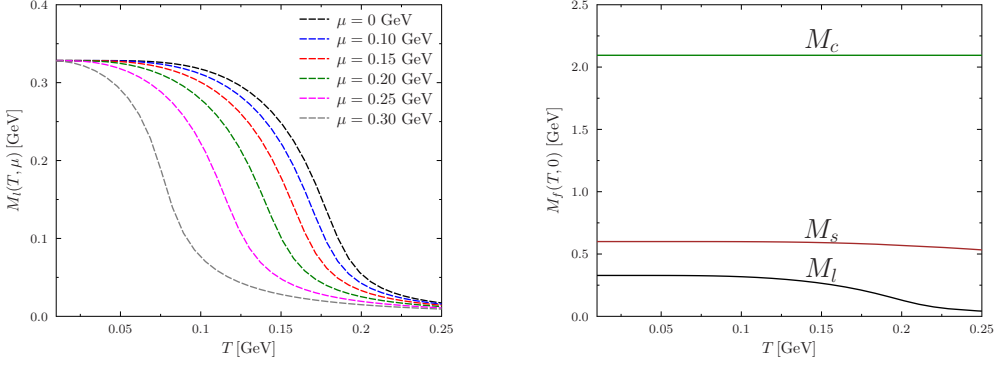 0.4
0.3
0.2
0.1
0.0
0.05
0.1
0.15
0.2
0.25
T [GeV]
M_l(T, μ) [GeV]
μ = 0 GeV
μ = 0.10 GeV
μ = 0.15 GeV
μ = 0.20 GeV
μ = 0.25 GeV
μ = 0.30 GeV
2.5
2.0
1.5
1.0
0.5
0.0
0.05
0.1
0.15
0.2
0.25
T [GeV]
M_f(T, 0) [GeV]
M_c
M_s
M_l